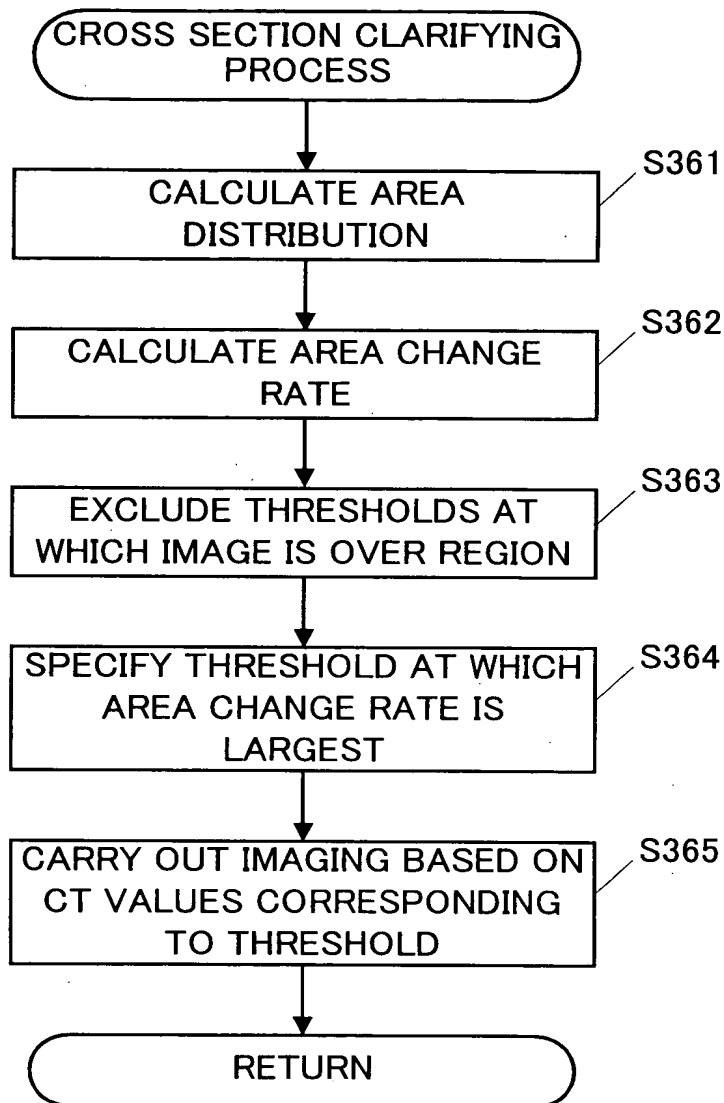 CROSS SECTION CLARIFYING
PROCESS
S361
CALCULATE AREA
DISTRIBUTION
S362
CALCULATE AREA CHANGE
RATE
S363
EXCLUDE THRESHOLDS AT
WHICH IMAGE IS OVER REGION
S364
SPECIFY THRESHOLD AT WHICH
AREA CHANGE RATE IS
LARGEST
S365
CARRY OUT IMAGING BASED ON
CT VALUES CORRESPONDING
TO THRESHOLD
RETURN